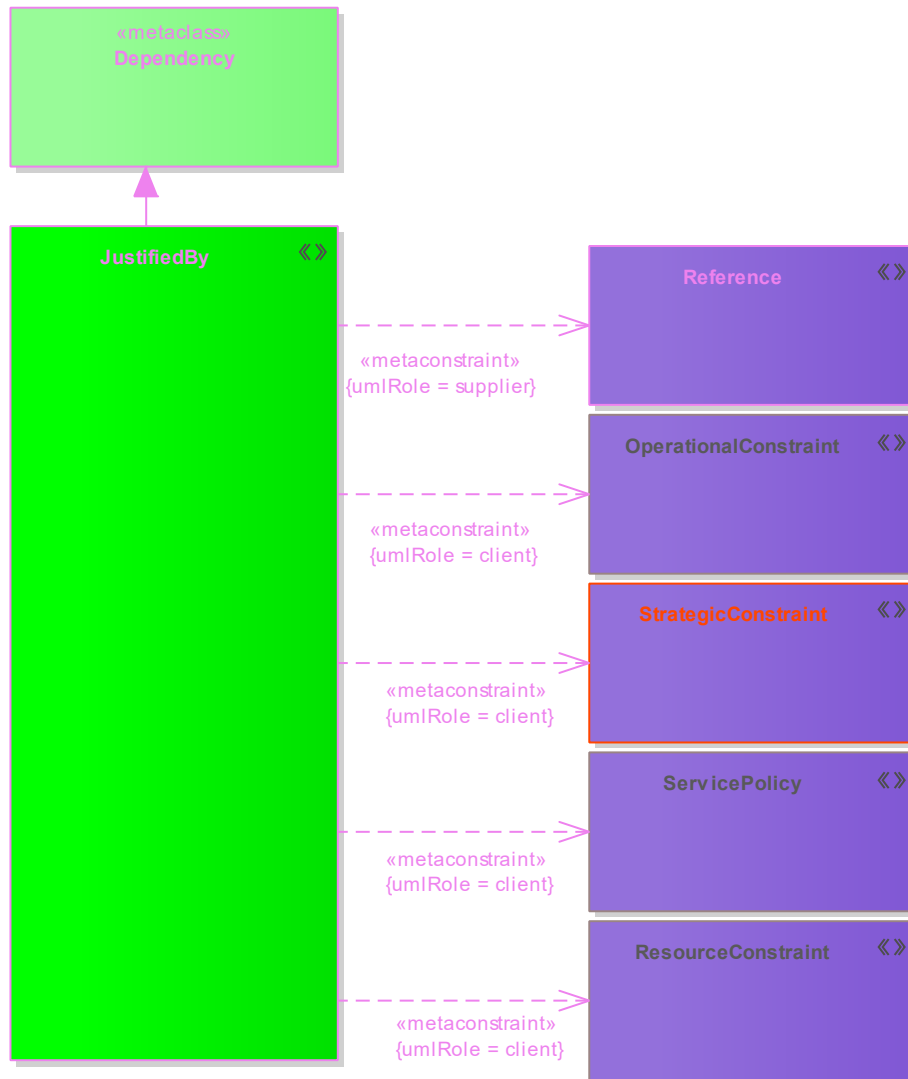 «metaclass»
Dependency
JustifiedBy
«»
Reference
«»
«metaconstraint»
{umlRole = supplier}
OperationalConstraint
«»
«metaconstraint»
{umlRole = client}
StrategicConstraint
«»
«metaconstraint»
{umlRole = client}
ServicePolicy
«»
«metaconstraint»
{umlRole = client}
ResourceConstraint
«»
«metaconstraint»
{umlRole = client}